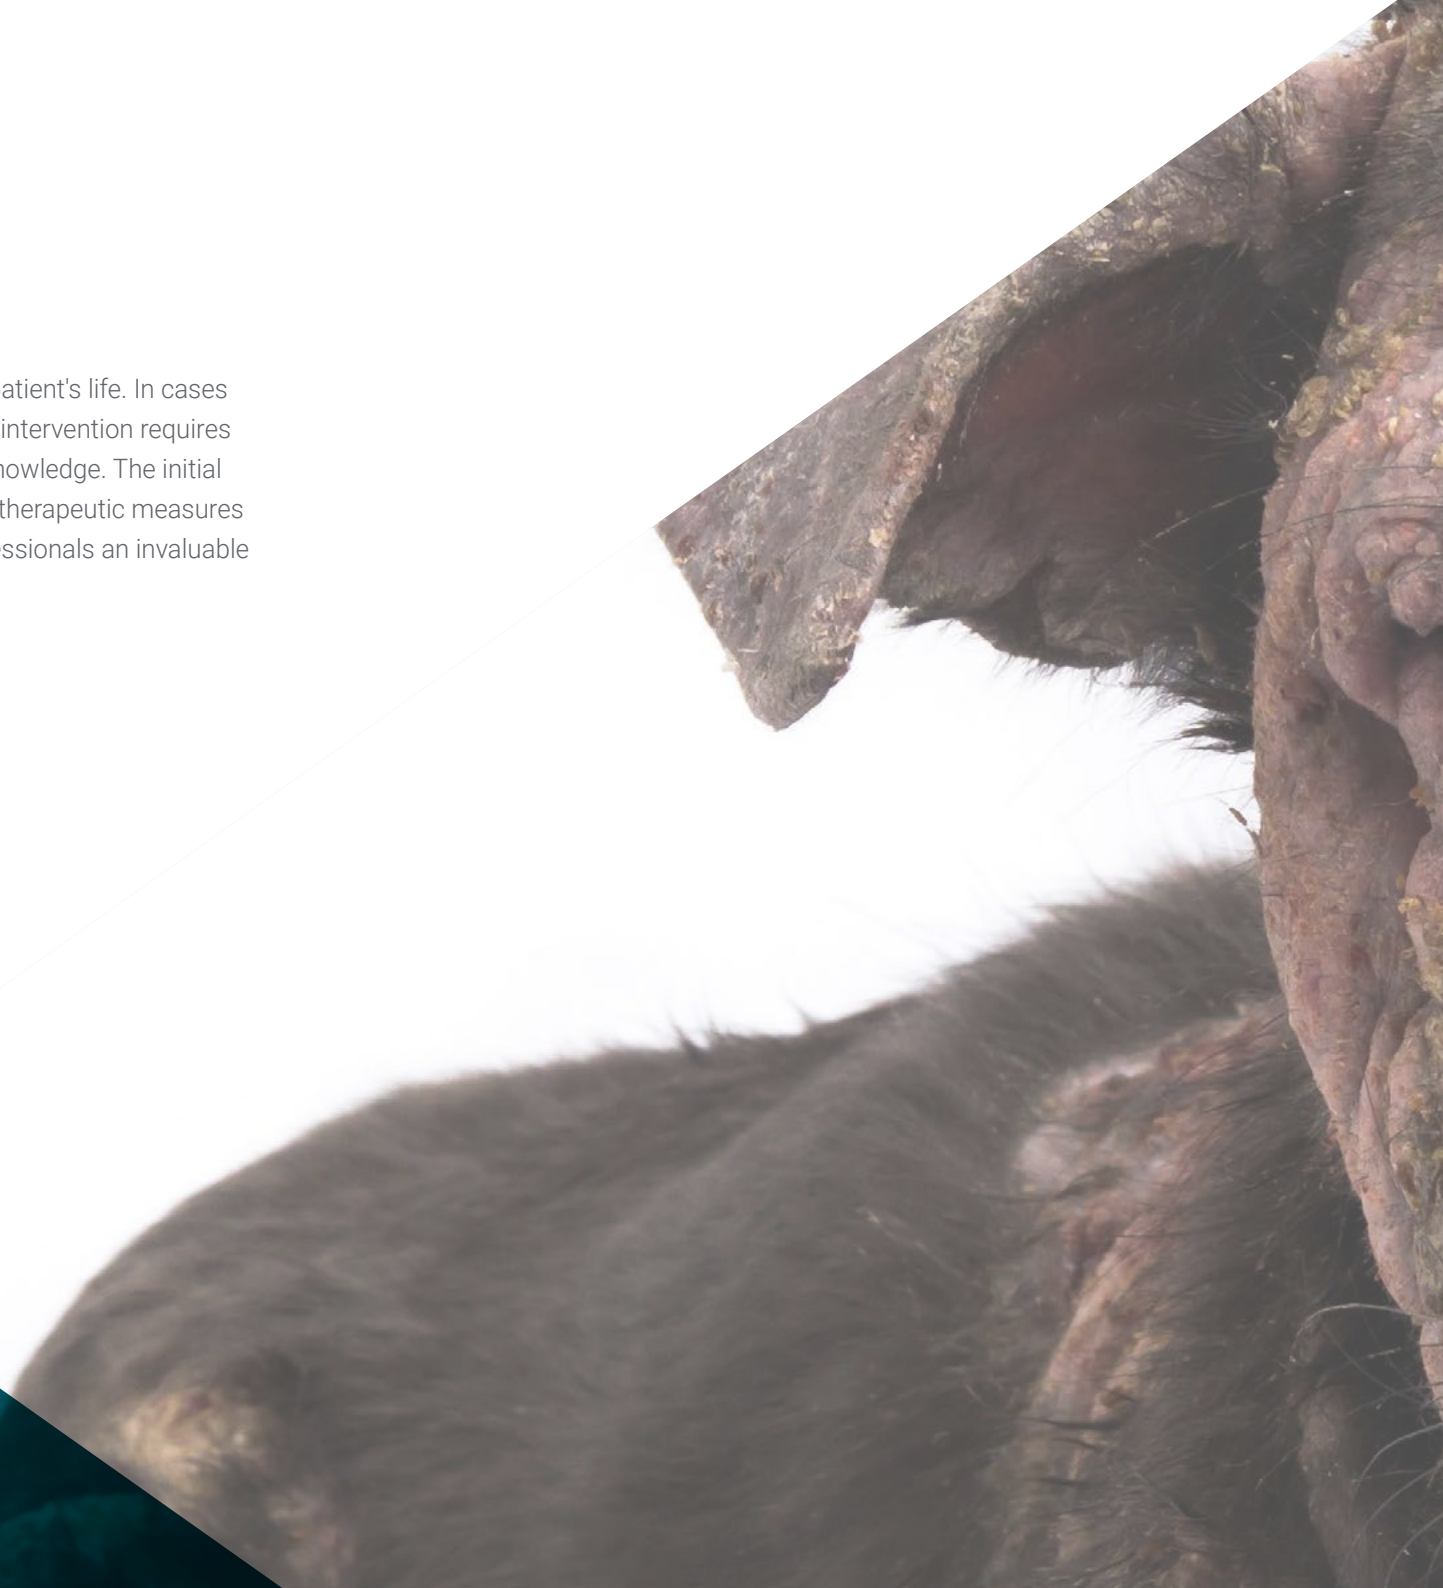 atient's life. In cases
intervention requires
nowledge. The initial
therapeutic measures
essionals an invaluable